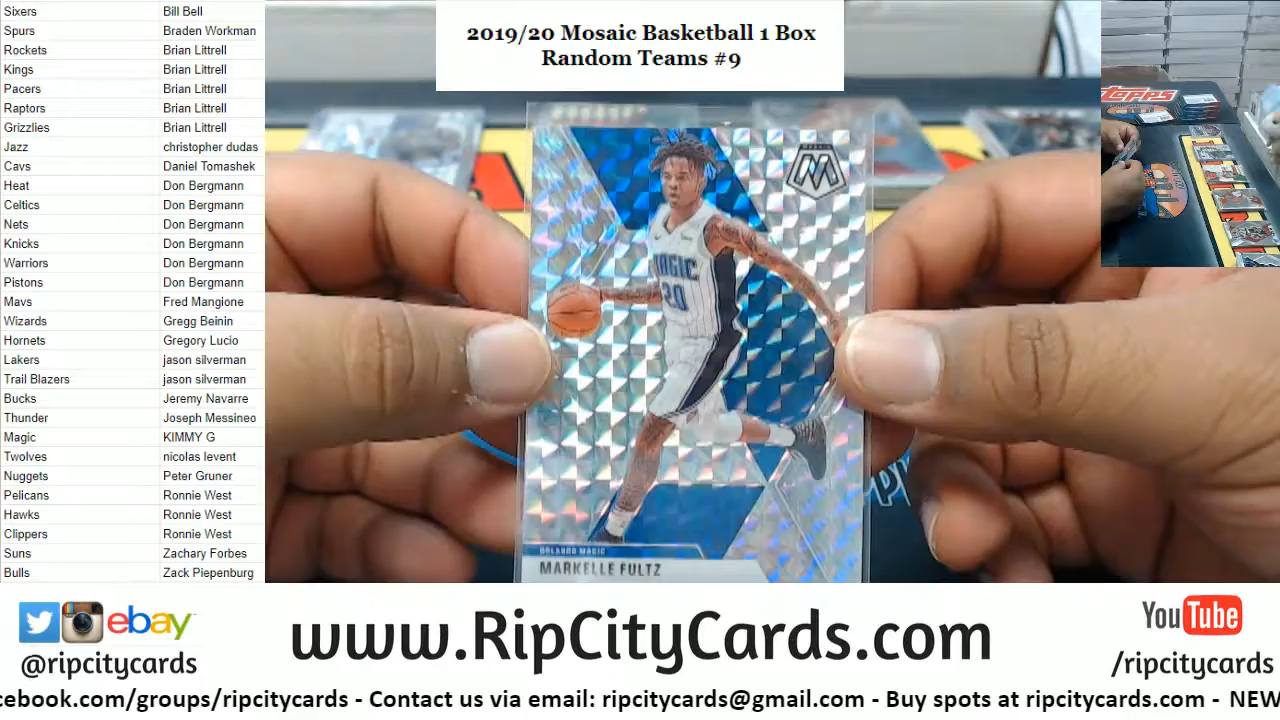 Sixers Bill Bell
Spurs Braden Workman
Rockets Brian Littrell
Kings Brian Littrell
Pacers Brian Littrell
Raptors Brian Littrell
Grizzlies Brian Littrell
Jazz christopher dudas
Cavs Daniel Tomashek
Heat Don Bergmann
Celtics Don Bergmann
Nets Don Bergmann
Knicks Don Bergmann
Warriors Don Bergmann
Pistons Don Bergmann
Mavs Fred Mangione
Wizards Gregg Beinin
Hornets Gregory Lucio
Lakers jason silverman
Trail Blazers jason silverman
Bucks Jeremy Navarre
Thunder Joseph Messineo
Magic KIMMY G
Twolves nicolas levent
Nuggets Peter Gruner
Pelicans Ronnie West
Hawks Ronnie West
Clippers Ronnie West
Suns Zachary Forbes
Bulls Zack Piepenburg
2019/20 Mosaic Basketball 1 Box
Random Teams #9
MOSAIC
MAGIC
20
ORLANDO MAGIC
MARKELLE FULTZ
topps
ebay
@ripcitycards
www.RipCityCards.com
YouTube
/ripcitycards
cebook.com/groups/ripcitycards - Contact us via email: ripcitycards@gmail.com - Buy spots at ripcitycards.com - NEW